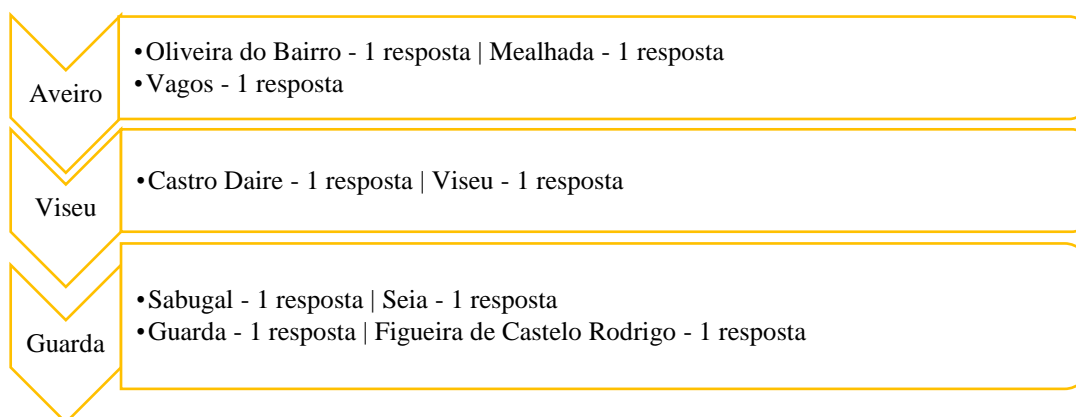 Aveiro
•Oliveira do Bairro - 1 resposta | Mealhada - 1 resposta
•Vagos - 1 resposta
Viseu
•Castro Daire - 1 resposta | Viseu - 1 resposta
Guarda
•Sabugal - 1 resposta | Seia - 1 resposta
•Guarda - 1 resposta | Figueira de Castelo Rodrigo - 1 resposta